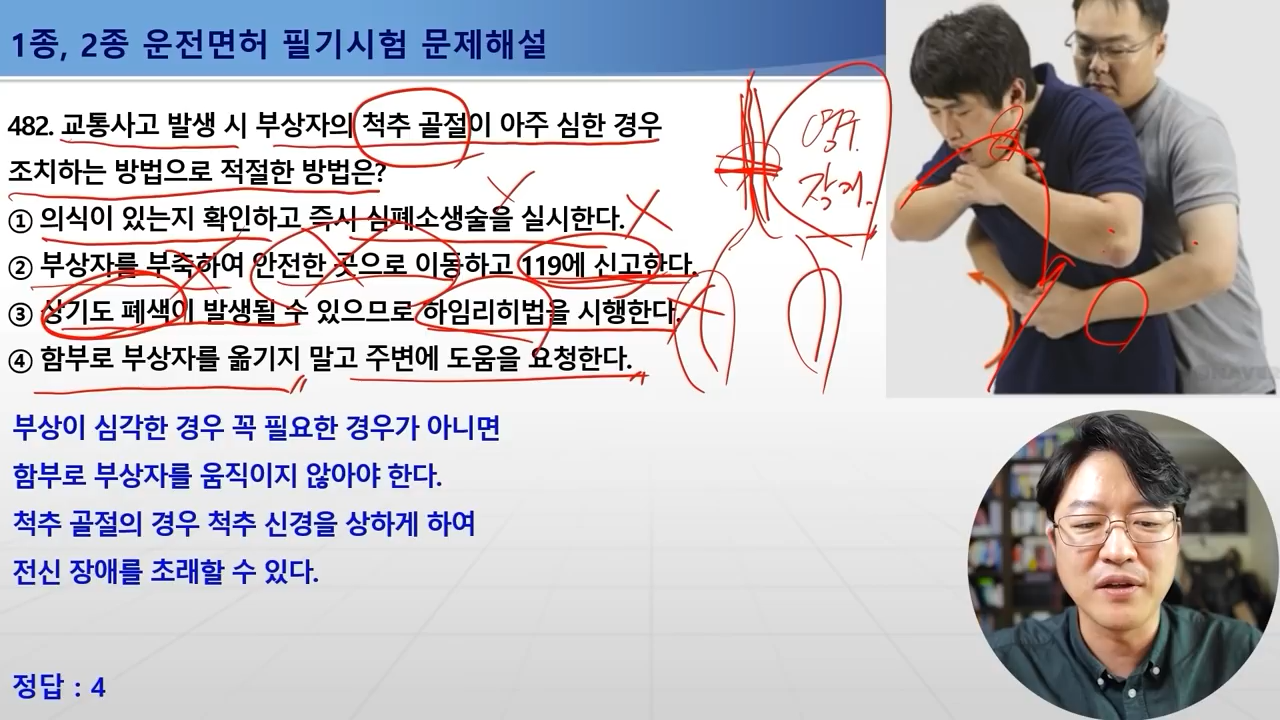 1종, 2종 운전면허 필기시험 문제해설
482. 교통사고 발생 시 부상자의 척추 골절이 아주 심한 경우
조치하는 방법으로 적절한 방법은?
① 의식이 있는지 확인하고 즉시 심폐소생술을 실시한다.
② 부상자를 부축하여 안전한 곳으로 이동하고 119에 신고한다.
③ 상기도 폐색이 발생될 수 있으므로 하임리히법을 시행한다.
④ 함부로 부상자를 옮기지 말고 주변에 도움을 요청한다.
영구
장애.
부상이 심각한 경우 꼭 필요한 경우가 아니면
함부로 부상자를 움직이지 않아야 한다.
척추 골절의 경우 척추 신경을 상하게 하여
전신 장애를 초래할 수 있다.
정답 : 4